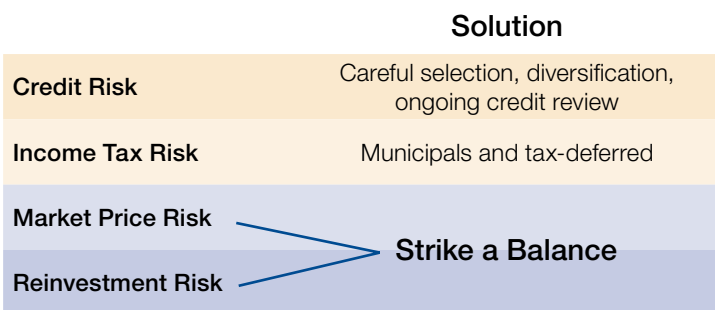 Solution
Credit Risk
Careful selection, diversification,
ongoing credit review
Income Tax Risk
Municipals and tax-deferred
Market Price Risk
Strike a Balance
Reinvestment Risk